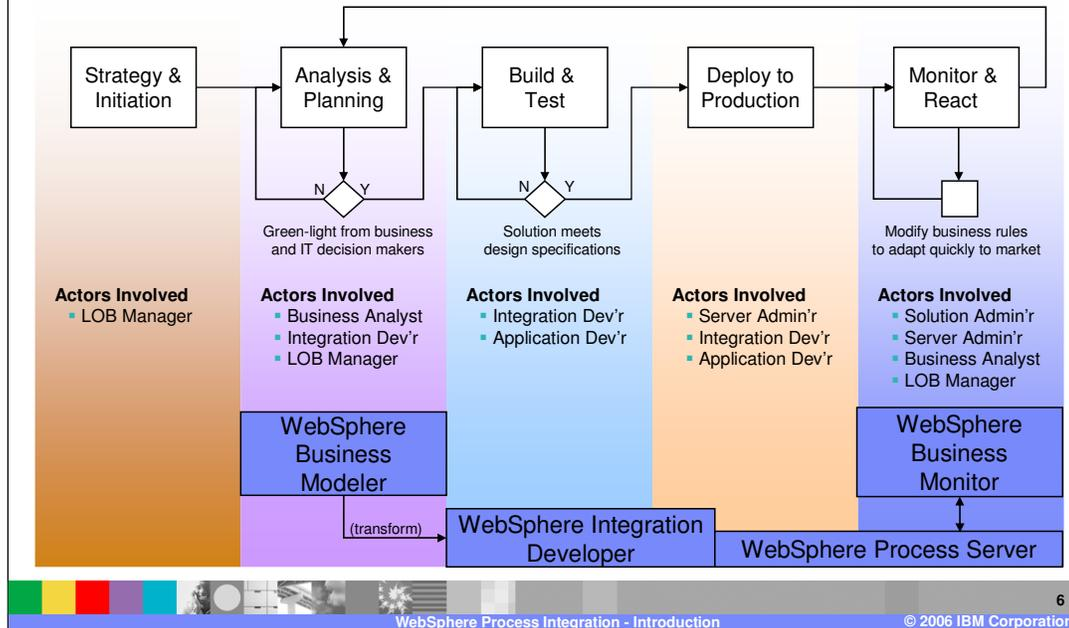 Strategy &
Initiation
Analysis &
Planning
Build &
Test
Deploy to
Production
Monitor &
React
N
Y
N
Y
Green-light from business
and IT decision makers
Solution meets
design specifications
Modify business rules
to adapt quickly to market
Actors Involved
▪ LOB Manager
Actors Involved
▪ Business Analyst
▪ Integration Dev'r
▪ LOB Manager
Actors Involved
▪ Integration Dev'r
▪ Application Dev'r
Actors Involved
▪ Server Admin'r
▪ Integration Dev'r
▪ Application Dev'r
Actors Involved
▪ Solution Admin'r
▪ Server Admin'r
▪ Business Analyst
▪ LOB Manager
WebSphere
Business
Modeler
(transform)
WebSphere Integration
Developer
WebSphere
Business
Monitor
WebSphere Process Server
6
WebSphere Process Integration - Introduction
© 2006 IBM Corporation